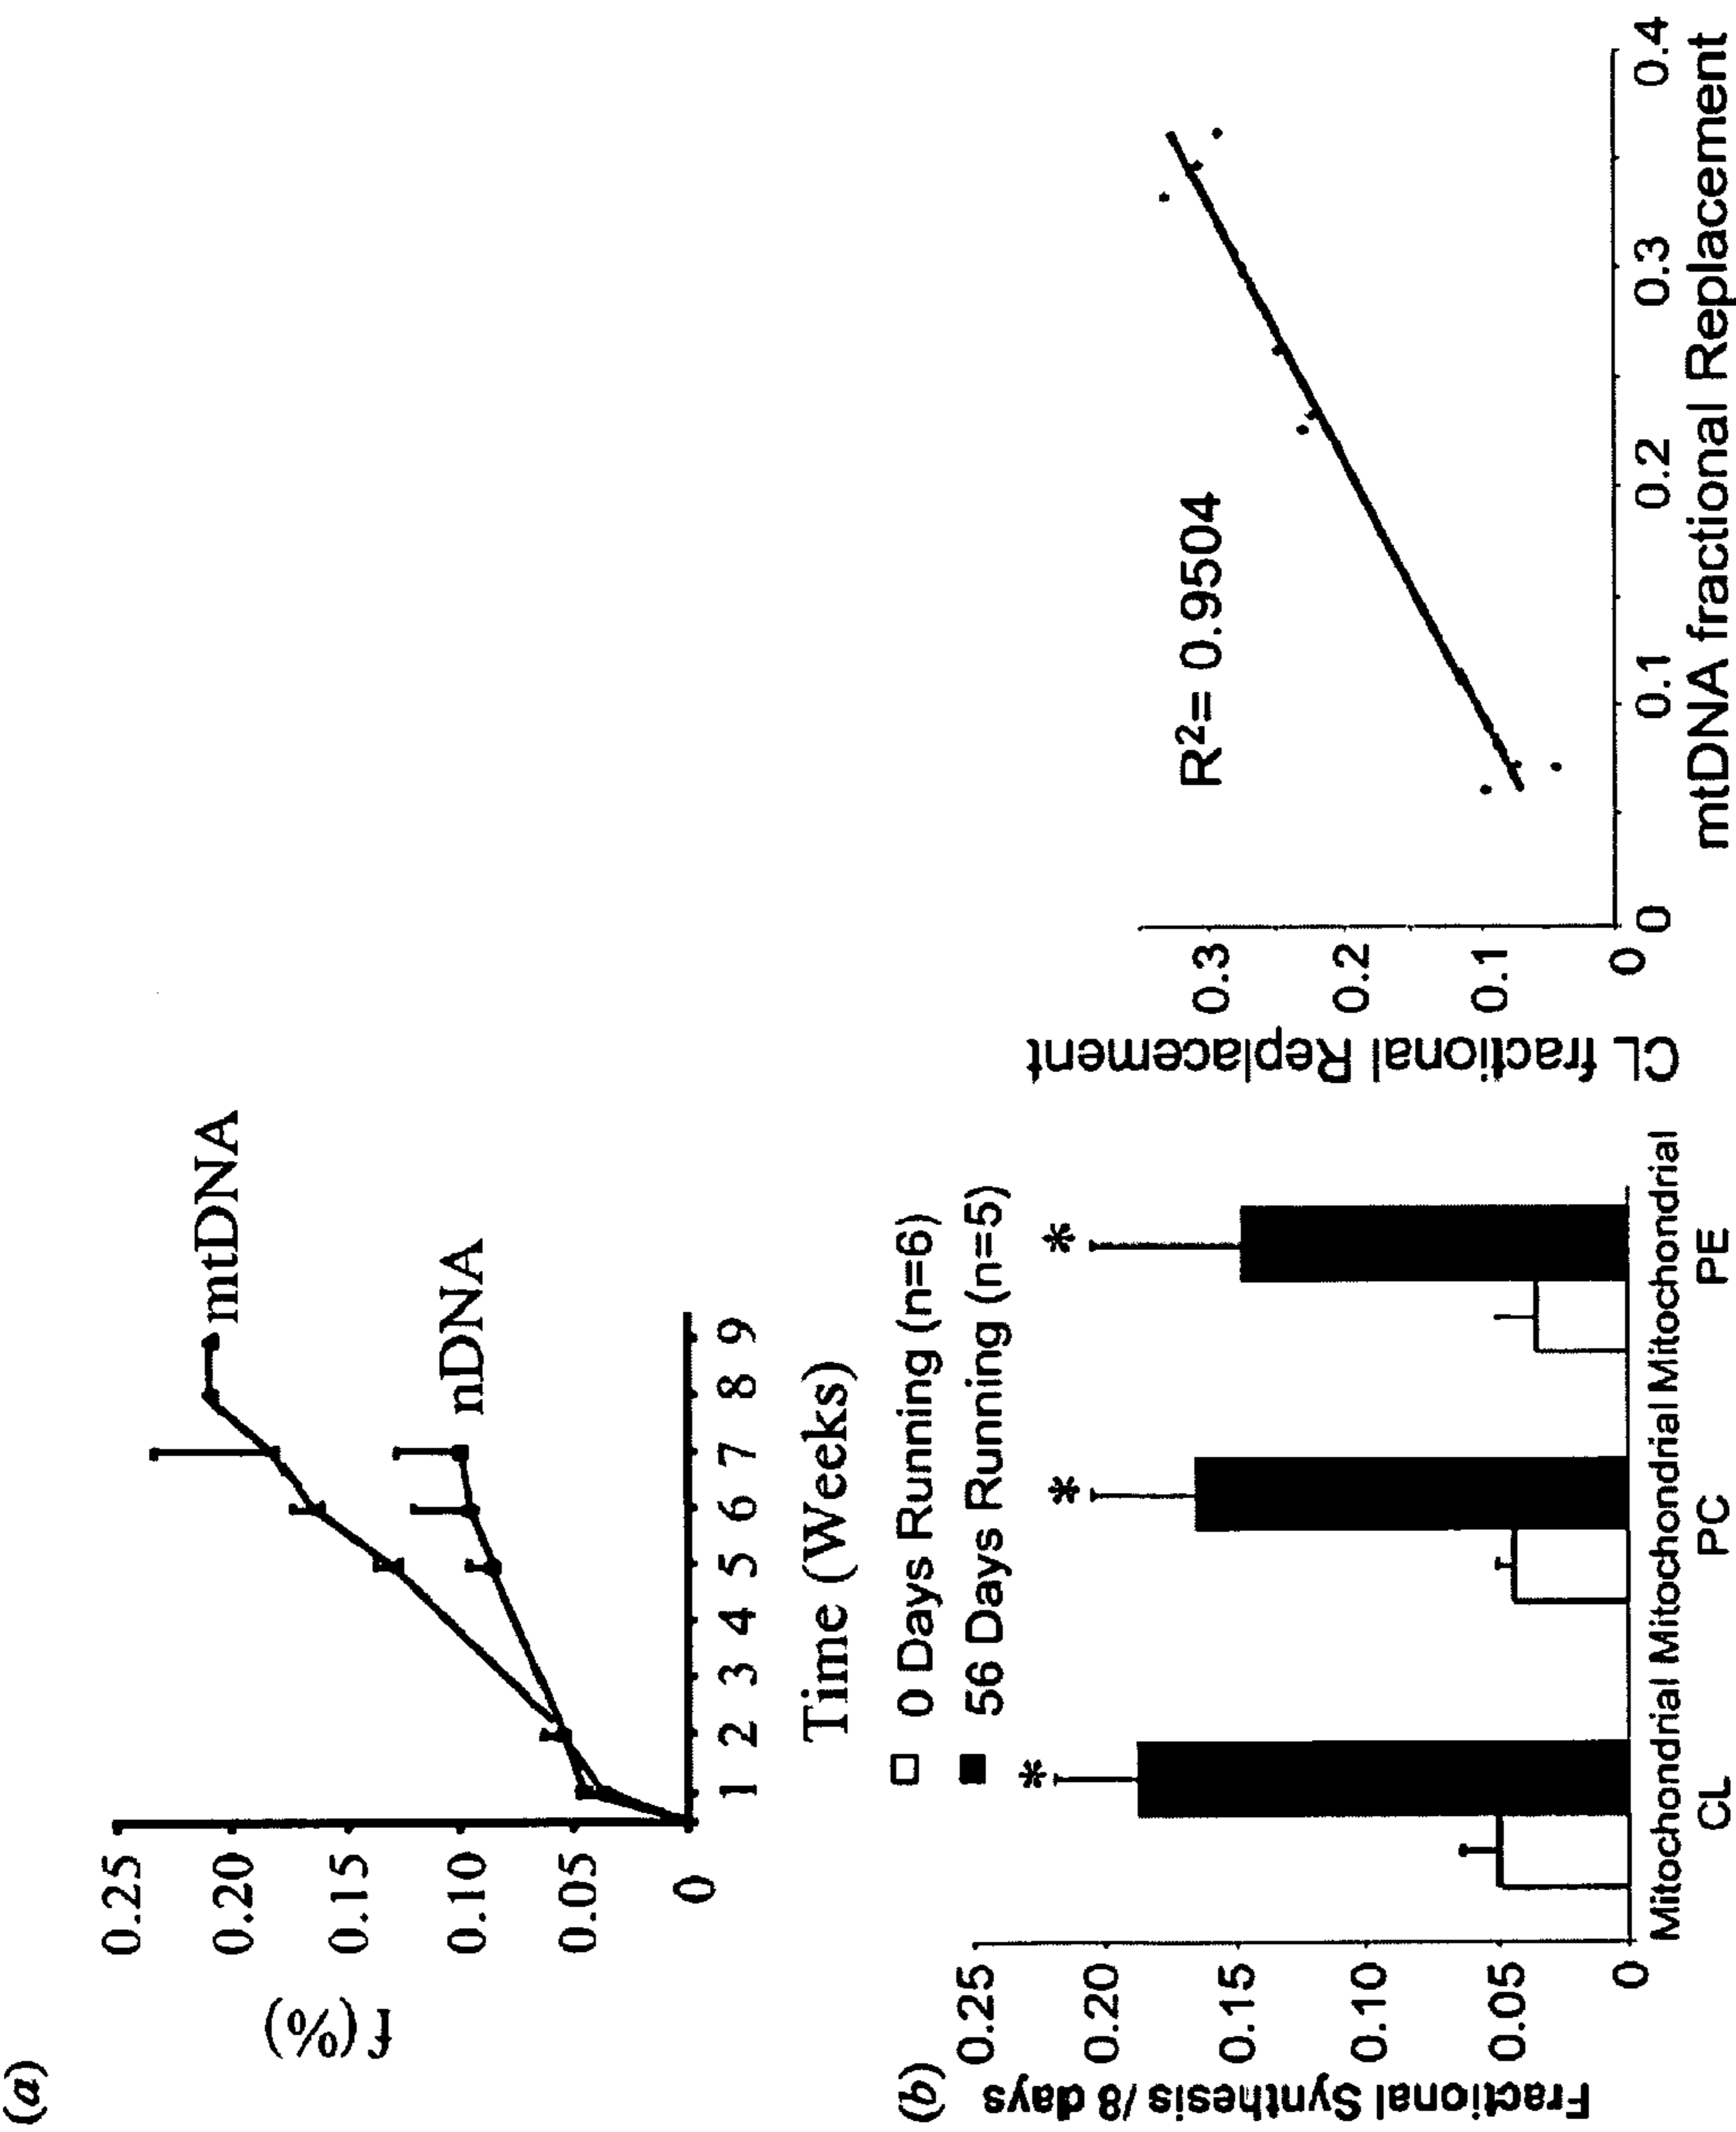 (a)
f (%)
0.25
0.20
0.15
0.10
0.05
0
mtDNA
nDNA
1 2 3 4 5 6 7 8 9
Time (Weeks)
(b)
□ 0 Days Running (n=6)
■ 56 Days Running (n=5)
Fractional Synthesis /8 days
0.25
0.20
0.15
0.10
0.05
0
*
*
*
Mitochondrial Mitochondrial Mitochondrial
CL PC PE
CL fractional Replacement
0.3
0.2
0.1
0
R²= 0.9504
0 0.1 0.2 0.3 0.4
mtDNA fractional Replacement